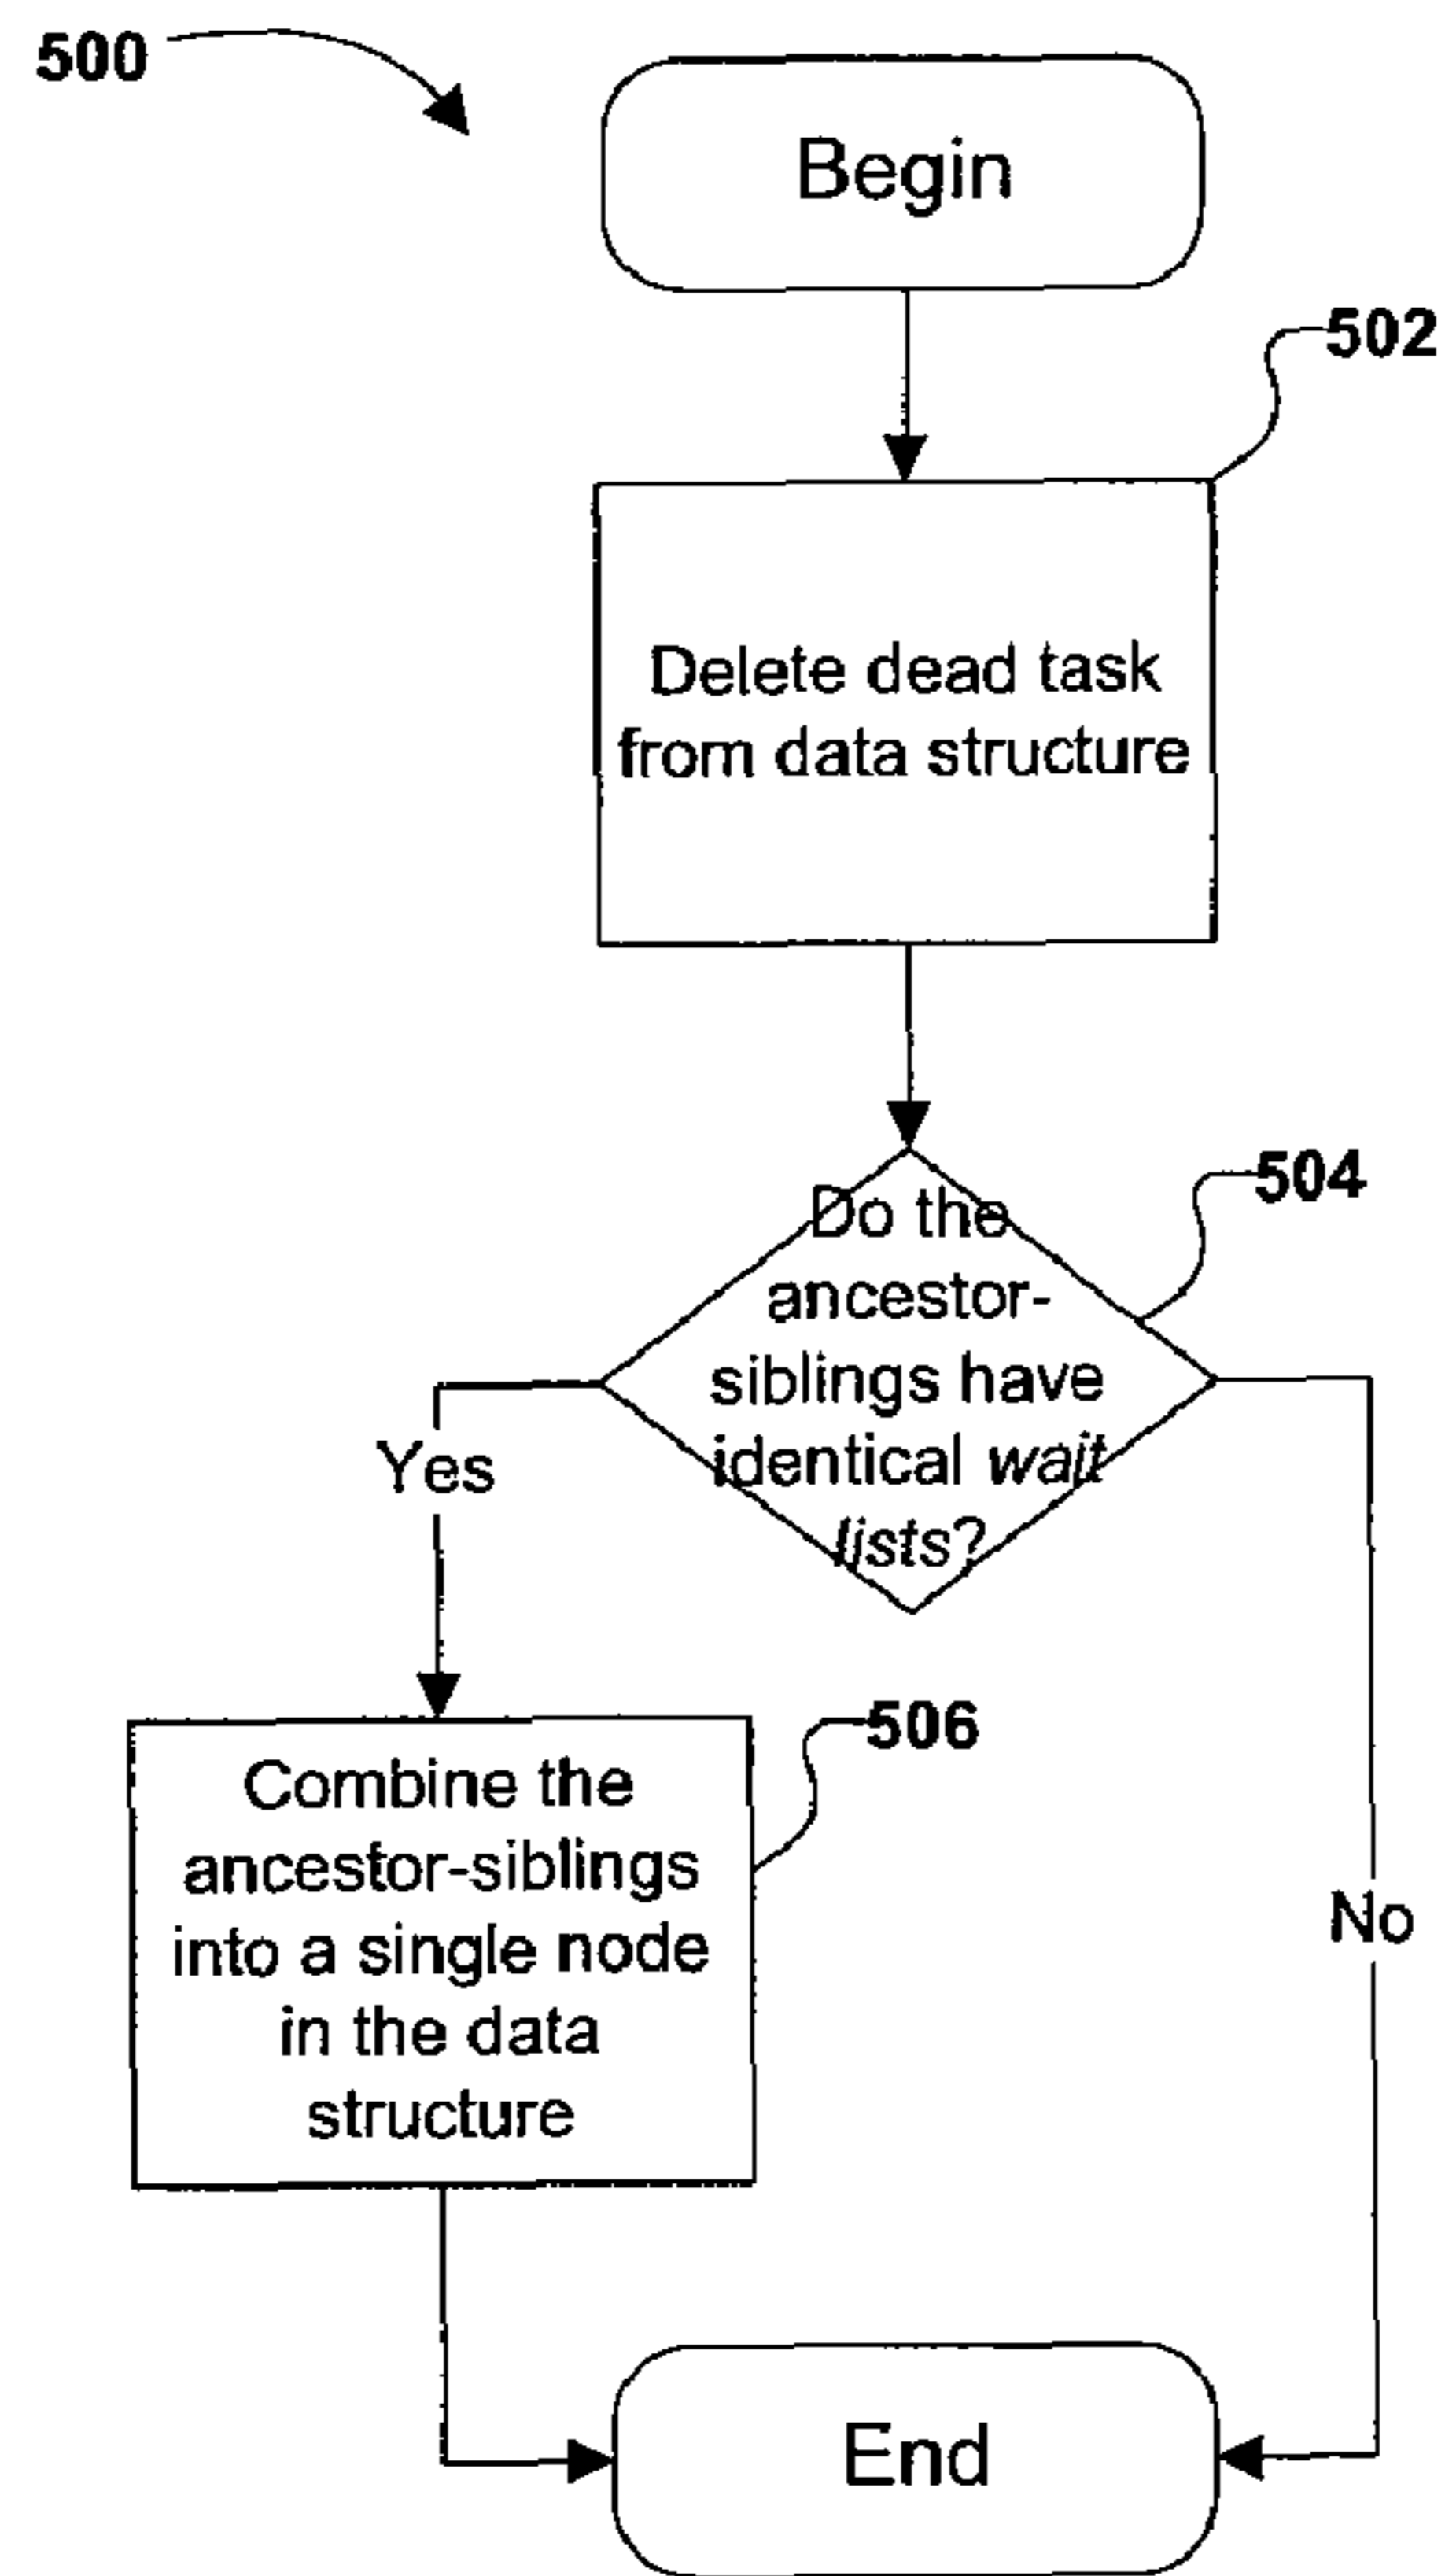 500
Begin
502
Delete dead task
from data structure
504
Do the
ancestor-
siblings have
identical wait
lists?
Yes
506
Combine the
ancestor-siblings
into a single node
in the data
structure
No
End